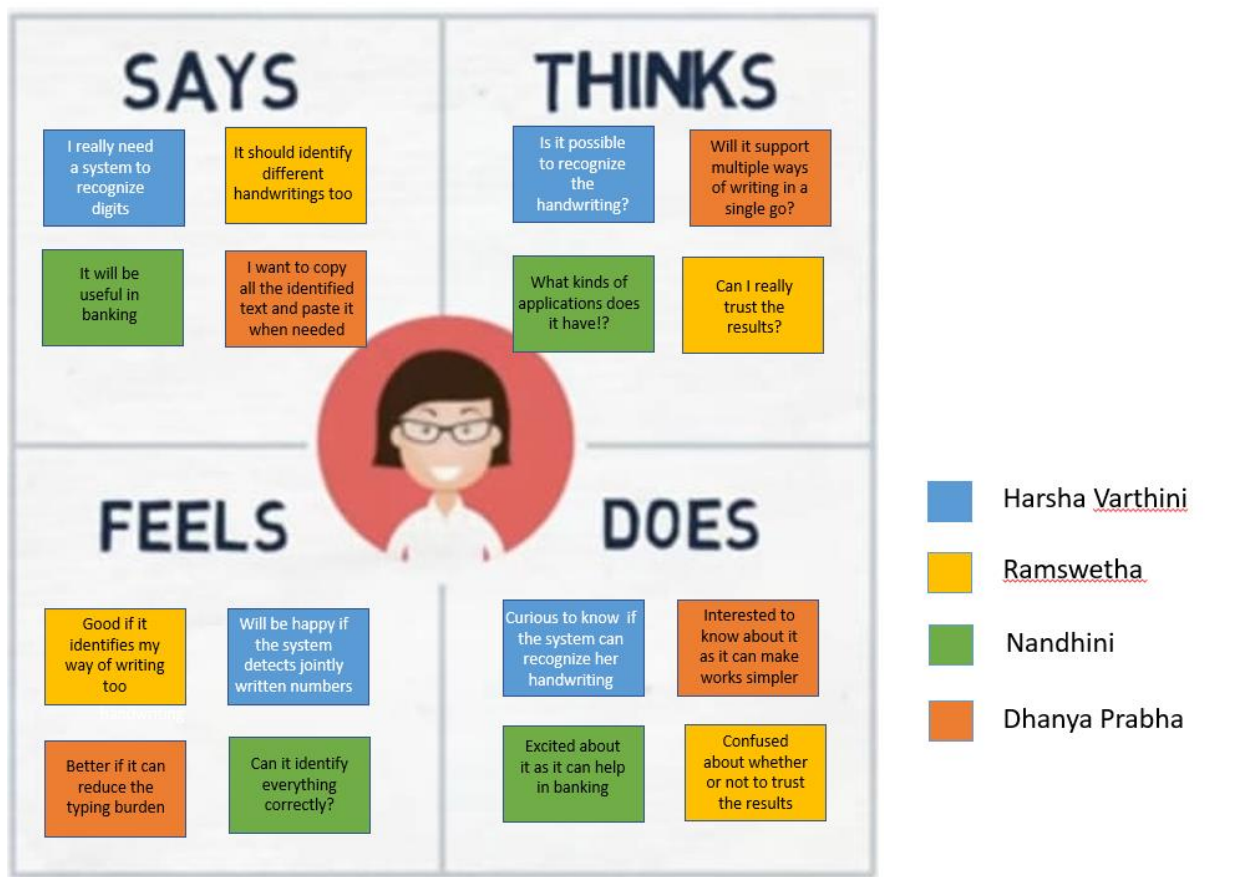 SAYS
I really need
a system to
recognize
digits
It should identify
different
handwritings too
It will be
useful in
banking
I want to copy
all the identified
text and paste it
when needed
THINKS
Is it possible
to recognize
the
handwriting?
Will it support
multiple ways
of writing in a
single go?
What kinds of
applications does
it have!?
Can I really
trust the
results?
FEELS
Good if it
identifies my
way of writing
too
Will be happy if
the system
detects jointly
written numbers
Better if it can
reduce the
typing burden
Can it identify
everything
correctly?
DOES
Curious to know if
the system can
recognize her
handwriting
Interested to
know about it
as it can make
works simpler
Excited about
it as it can help
in banking
Confused
about whether
or not to trust
the results
Harsha Varthini
Ramswetha
Nandhini
Dhanya Prabha